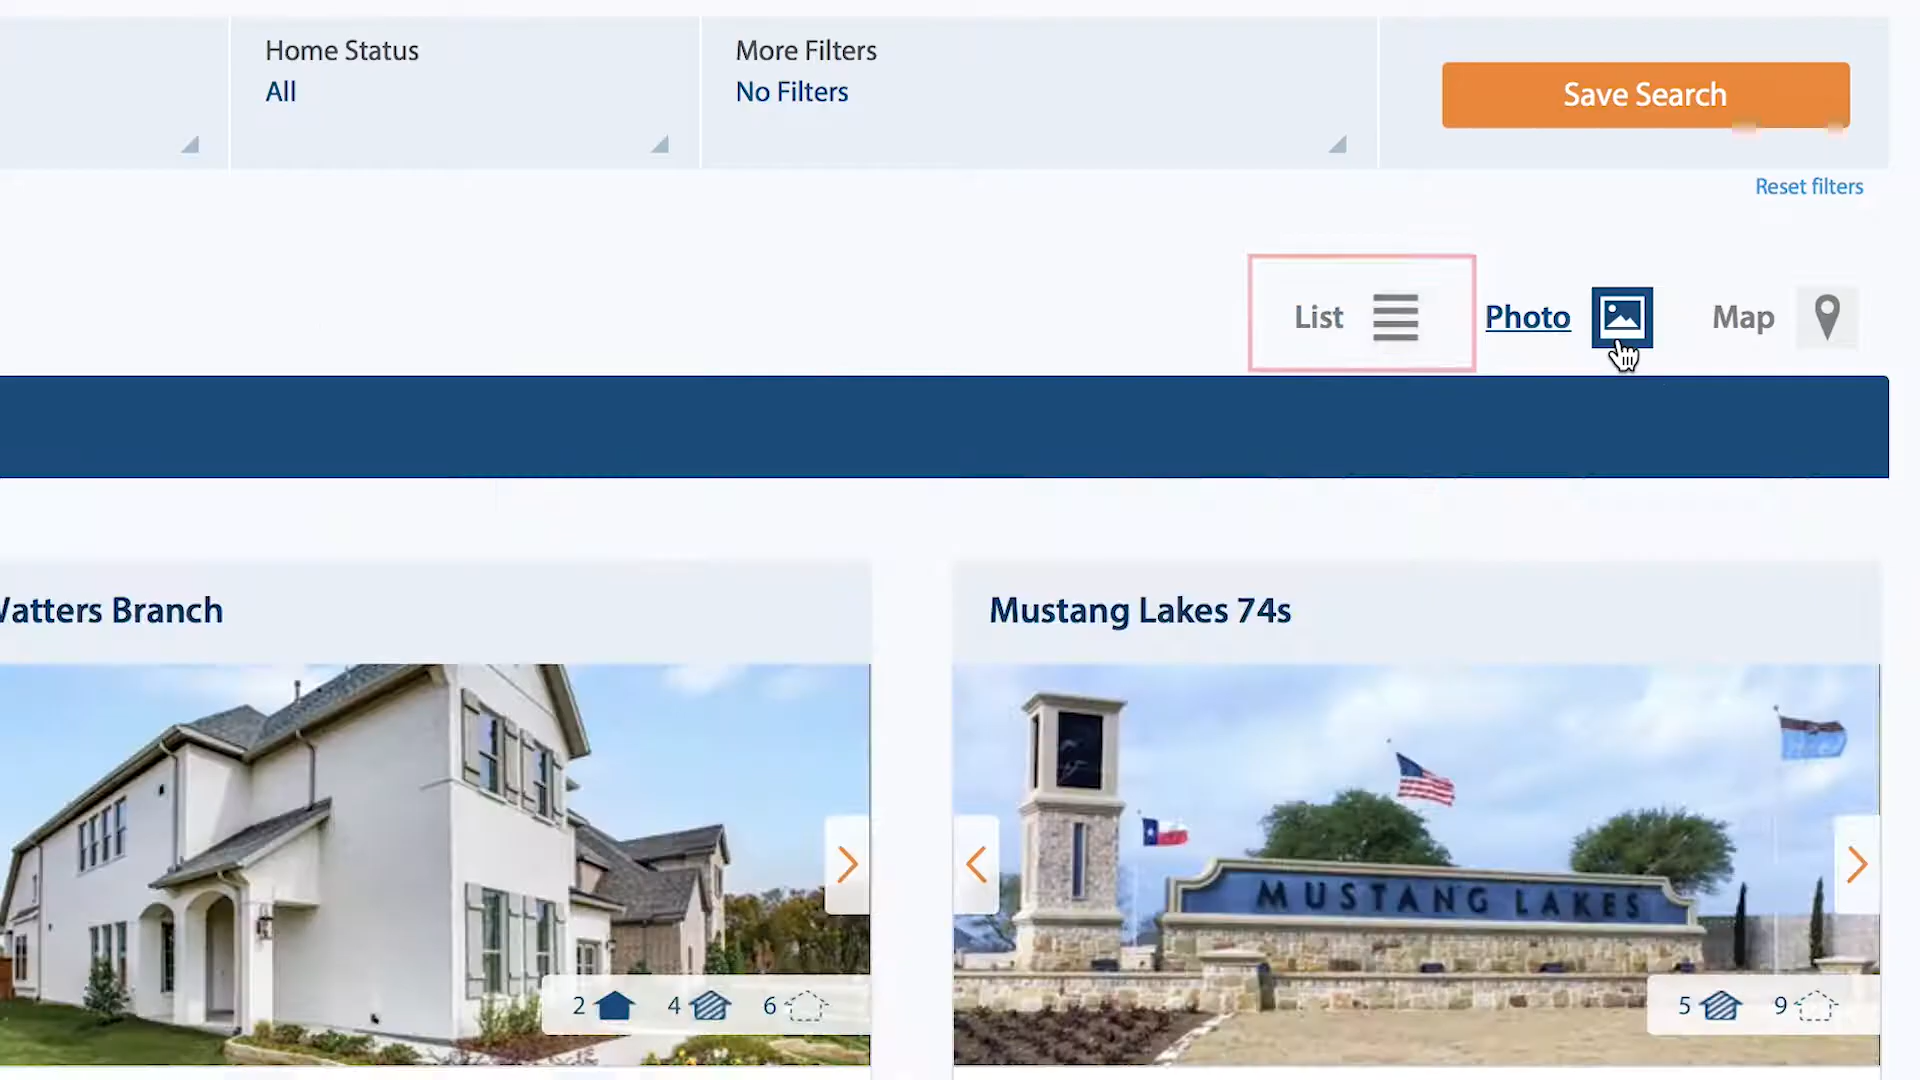 Home Status
All
More Filters
No Filters
Save Search
Reset filters
List
Photo
Map
Watters Branch
Mustang Lakes 74s
MUSTANG LAKES
2 4 6
5 9